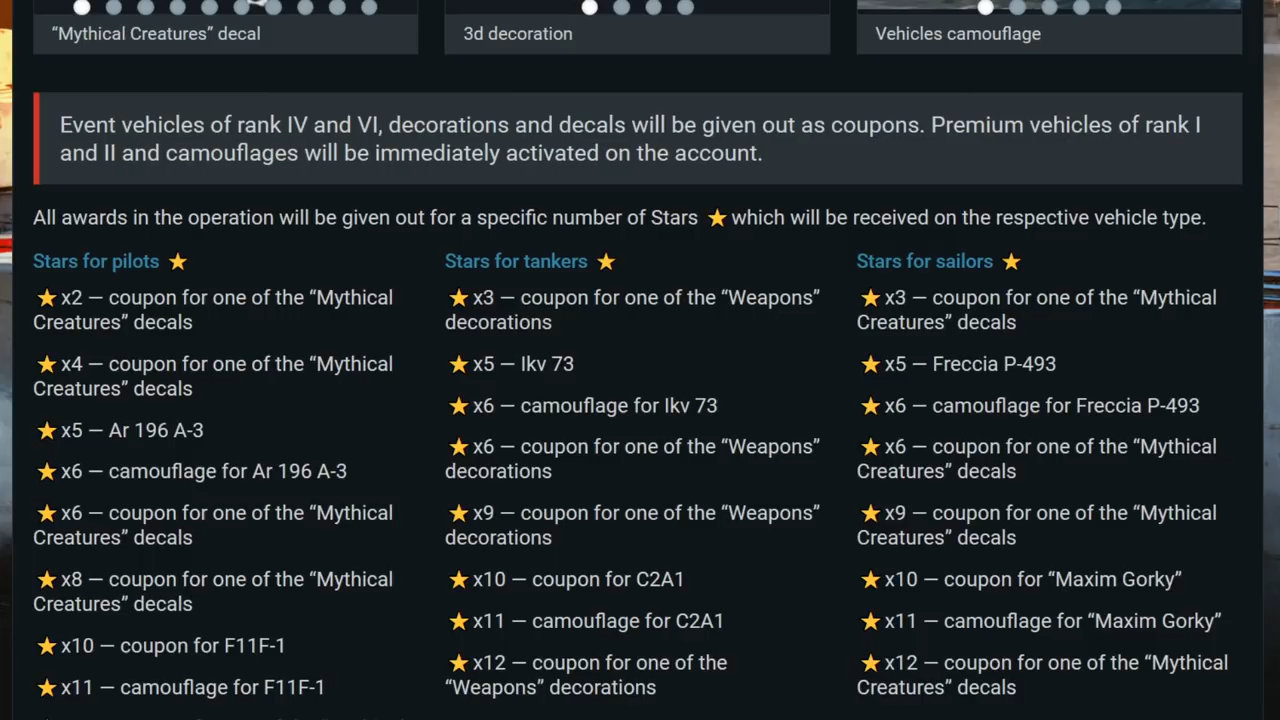 “Mythical Creatures” decal
3d decoration
Vehicles camouflage
Event vehicles of rank IV and VI, decorations and decals will be given out as coupons. Premium vehicles of rank I
and II and camouflages will be immediately activated on the account.
All awards in the operation will be given out for a specific number of Stars ⭐ which will be received on the respective vehicle type.
Stars for pilots ⭐
⭐ x2 — coupon for one of the “Mythical
Creatures” decals
⭐ x4 — coupon for one of the “Mythical
Creatures” decals
⭐ x5 — Ar 196 A-3
⭐ x6 — camouflage for Ar 196 A-3
⭐ x6 — coupon for one of the “Mythical
Creatures” decals
⭐ x8 — coupon for one of the “Mythical
Creatures” decals
⭐ x10 — coupon for F11F-1
⭐ x11 — camouflage for F11F-1
Stars for tankers ⭐
⭐ x3 — coupon for one of the “Weapons”
decorations
⭐ x5 — Ikv 73
⭐ x6 — camouflage for Ikv 73
⭐ x6 — coupon for one of the “Weapons”
decorations
⭐ x9 — coupon for one of the “Weapons”
decorations
⭐ x10 — coupon for C2A1
⭐ x11 — camouflage for C2A1
⭐ x12 — coupon for one of the
“Weapons” decorations
Stars for sailors ⭐
⭐ x3 — coupon for one of the “Mythical
Creatures” decals
⭐ x5 — Freccia P-493
⭐ x6 — camouflage for Freccia P-493
⭐ x6 — coupon for one of the “Mythical
Creatures” decals
⭐ x9 — coupon for one of the “Mythical
Creatures” decals
⭐ x10 — coupon for “Maxim Gorky”
⭐ x11 — camouflage for “Maxim Gorky”
⭐ x12 — coupon for one of the “Mythical
Creatures” decals